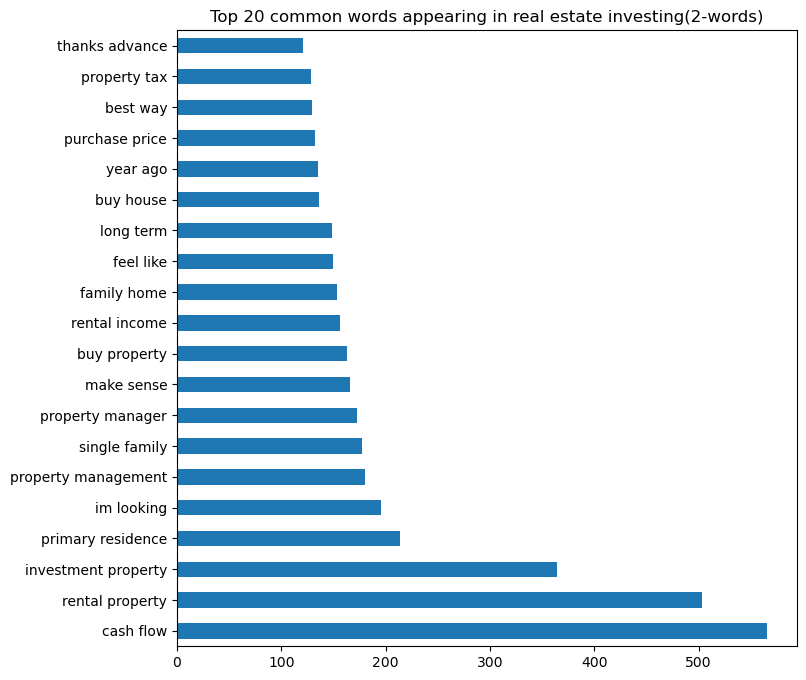 Top 20 common words appearing in real estate investing(2-words)
thanks advance
property tax
best way
purchase price
year ago
buy house
long term
feel like
family home
rental income
buy property
make sense
property manager
single family
property management
im looking
primary residence
investment property
rental property
cash flow
0 100 200 300 400 500